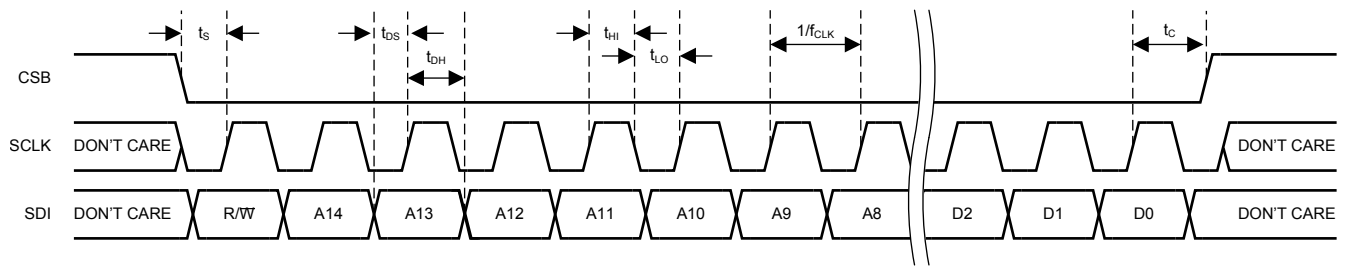 tS tDS tHI 1/fCLK tC
tDH tLO
CSB
SCLK DON'T CARE DON'T CARE
SDI DON'T CARE R/W̅ A14 A13 A12 A11 A10 A9 A8 D2 D1 D0 DON'T CARE